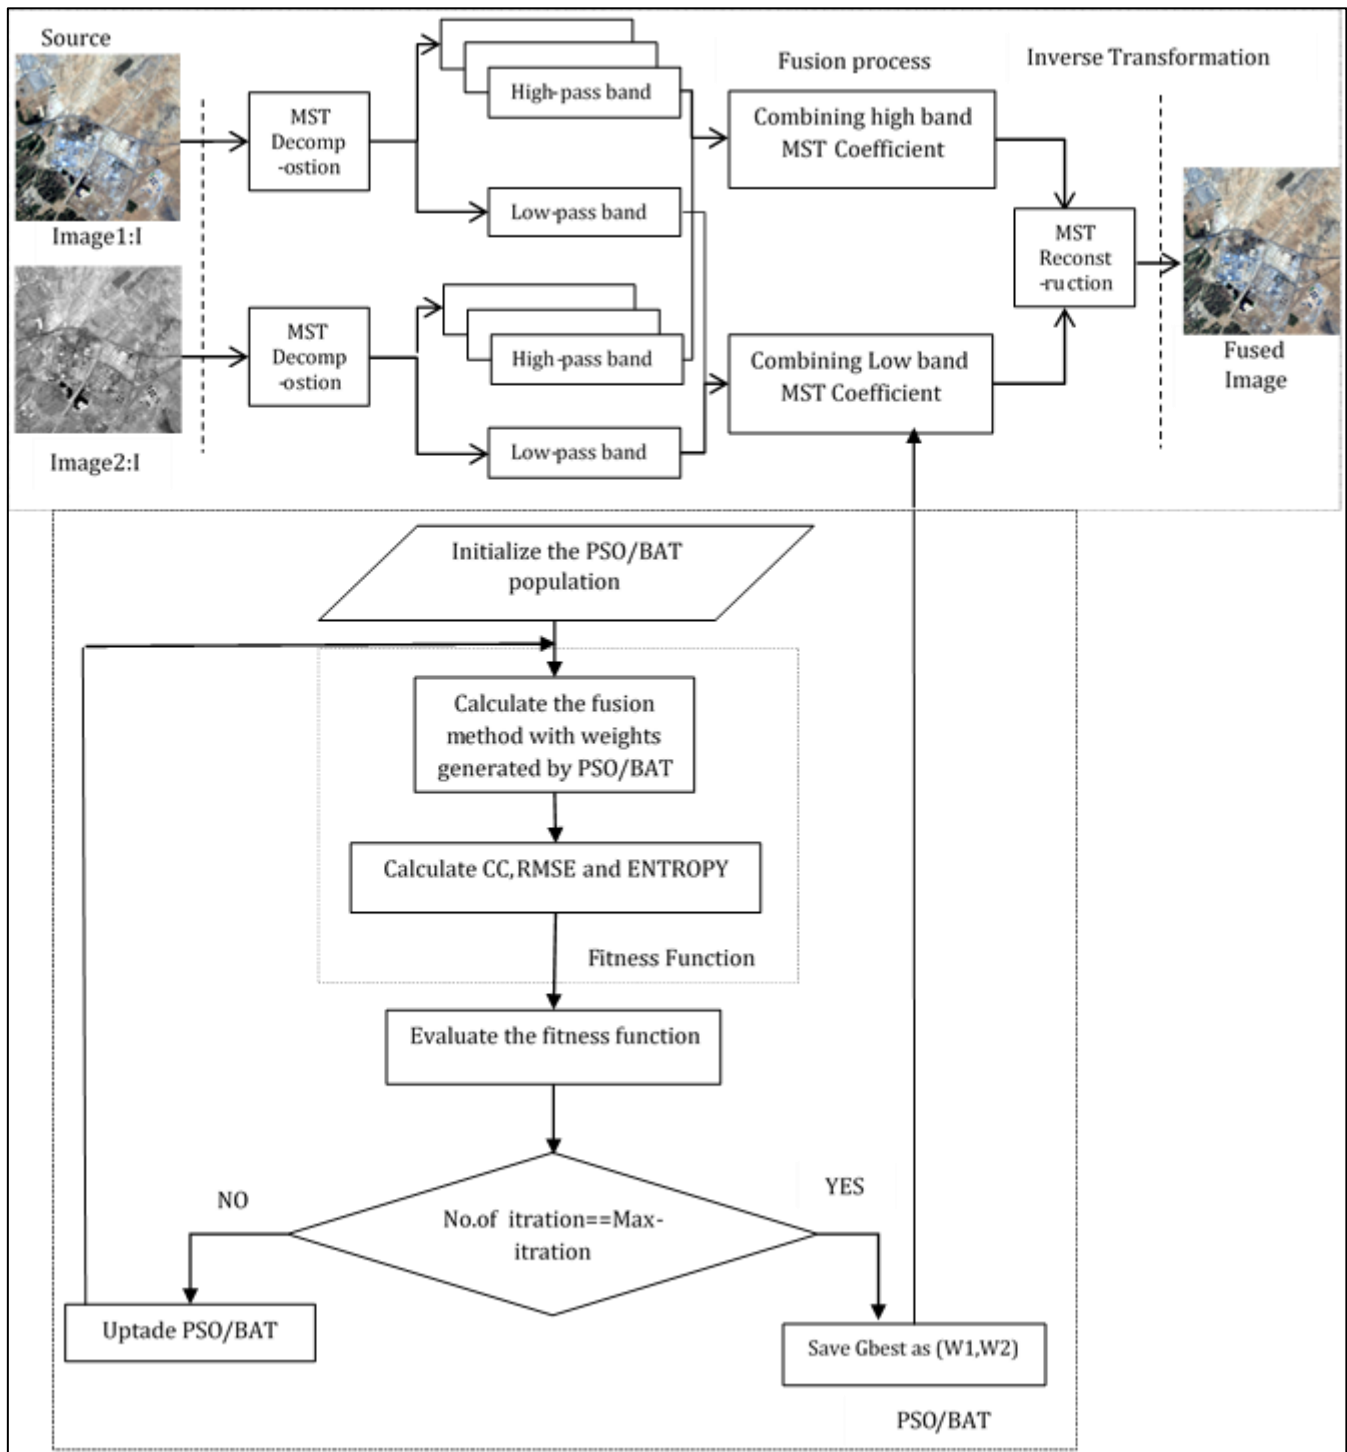 Source
Image1:I
Image2:I
MST
Decomp
-ostion
MST
Decomp
-ostion
High-pass band
Low-pass band
High-pass band
Low-pass band
Fusion process
Combining high band
MST Coefficient
Combining Low band
MST Coefficient
Inverse Transformation
MST
Reconst
-ruction
Fused
Image
Initialize the PSO/BAT
population
Calculate the fusion
method with weights
generated by PSO/BAT
Calculate CC,RMSE and ENTROPY
Fitness Function
Evaluate the fitness function
No.of itration==Max-
itration
NO
YES
Uptade PSO/BAT
Save Gbest as (W1,W2)
PSO/BAT